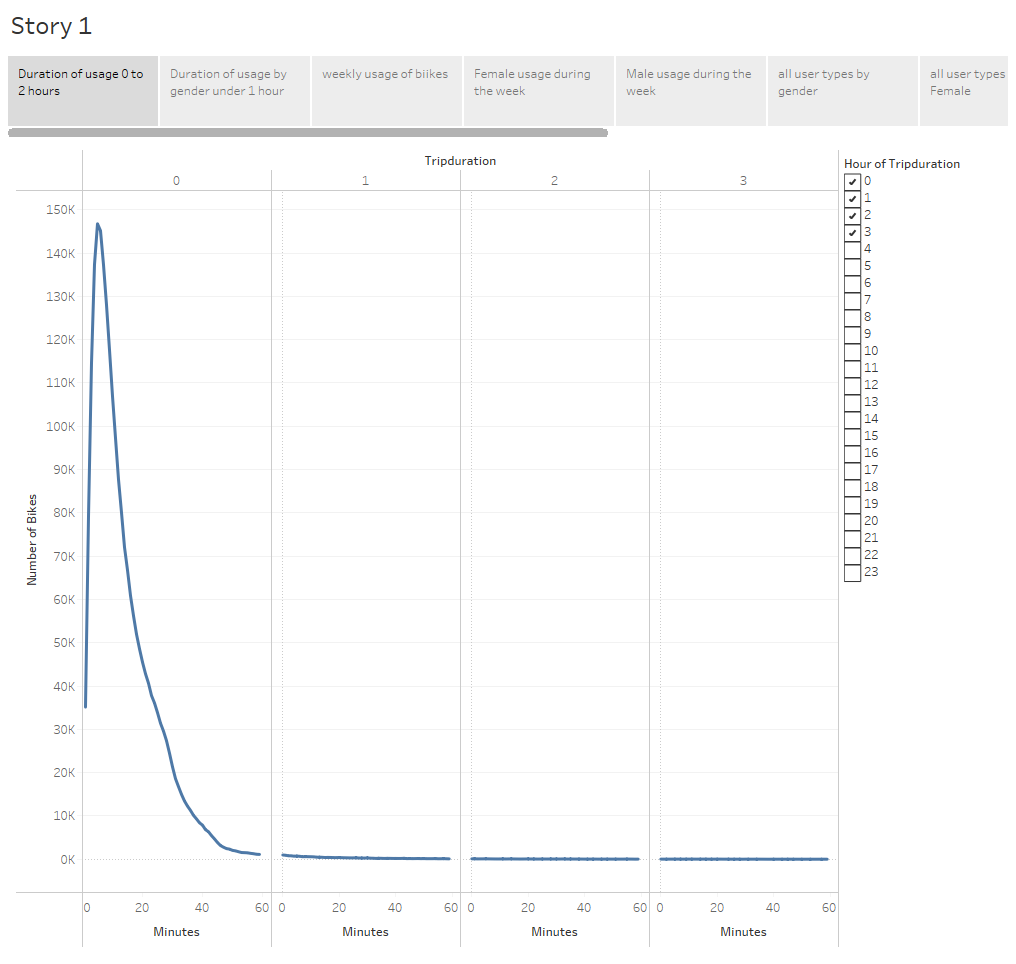 Story 1
Duration of usage 0 to
2 hours
Duration of usage by
gender under 1 hour
weekly usage of biikes
Female usage during
the week
Male usage during the
week
all user types by
gender
all user types
Female
Tripduration
0 1 2 3
150K
140K
130K
120K
110K
100K
90K
80K
70K
60K
50K
40K
30K
20K
10K
0K
Number of Bikes
0 20 40 60 0 20 40 60 0 20 40 60 0 20 40 60
Minutes Minutes Minutes Minutes
Hour of Tripduration
0
1
2
3
4
5
6
7
8
9
10
11
12
13
14
15
16
17
18
19
20
21
22
23